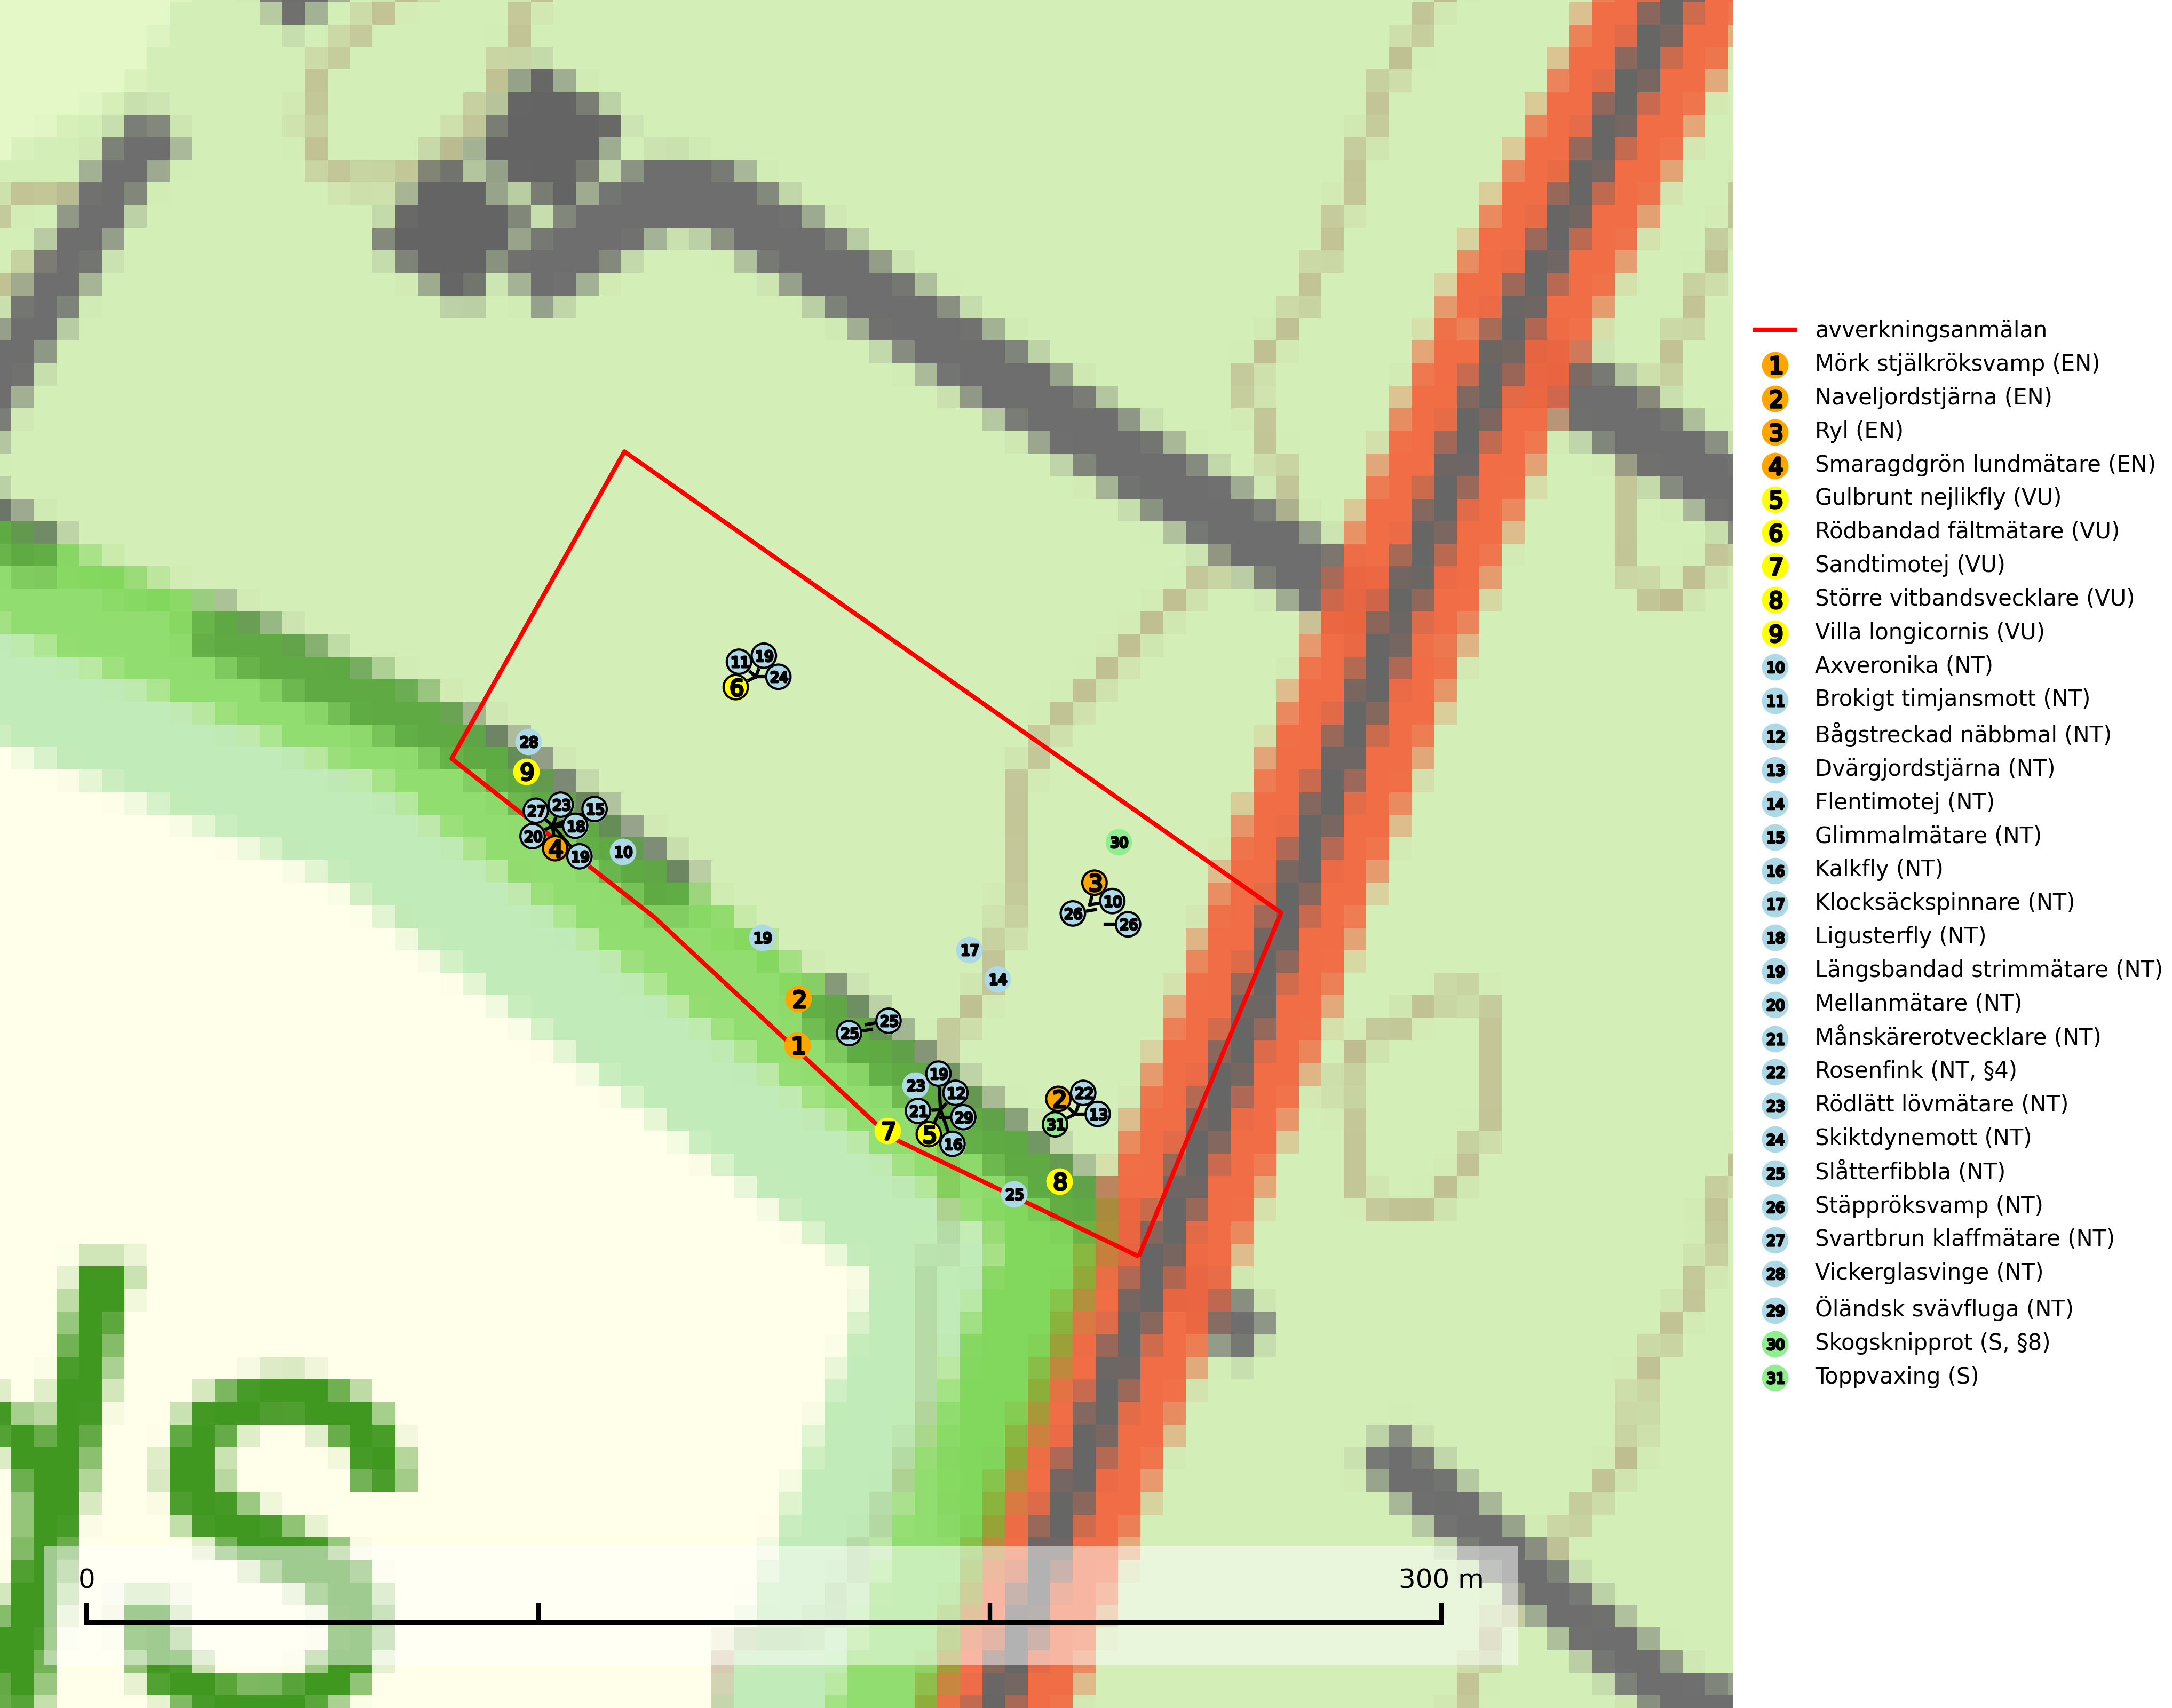 avverkningsanmälan
1 Mörk stjälkröksvamp (EN)
2 Naveljordstjärna (EN)
3 Ryl (EN)
4 Smaragdgrön lundmätare (EN)
5 Gulbrunt nejlikfly (VU)
6 Rödbandad fältmätare (VU)
7 Sandtimotej (VU)
8 Större vitbandsvecklare (VU)
9 Villa longicornis (VU)
10 Axveronika (NT)
11 Brokigt timjansmott (NT)
12 Bågstreckad näbbmal (NT)
13 Dvärgjordstjärna (NT)
14 Flentimotej (NT)
15 Glimmalmätare (NT)
16 Kalkfly (NT)
17 Klocksäckspinnare (NT)
18 Ligusterfly (NT)
19 Längsbandad strimmätare (NT)
20 Mellanmätare (NT)
21 Månskärerotvecklare (NT)
22 Rosenfink (NT, §4)
23 Rödlätt lövmätare (NT)
24 Skiktdynemott (NT)
25 Slåtterfibbla (NT)
26 Stäppröksvamp (NT)
27 Svartbrun klaffmätare (NT)
28 Vickerglasvinge (NT)
29 Öländsk svävfluga (NT)
30 Skogsknipprot (S, §8)
31 Toppvaxing (S)
11 19
6 24
28
9
27 23 15
20 18
4 19 10
30
3
26 10
26
19
17
14
2
25 25
1
19
23 12
21 29
7 5 16
2 22
31 13
8
25
0 300 m